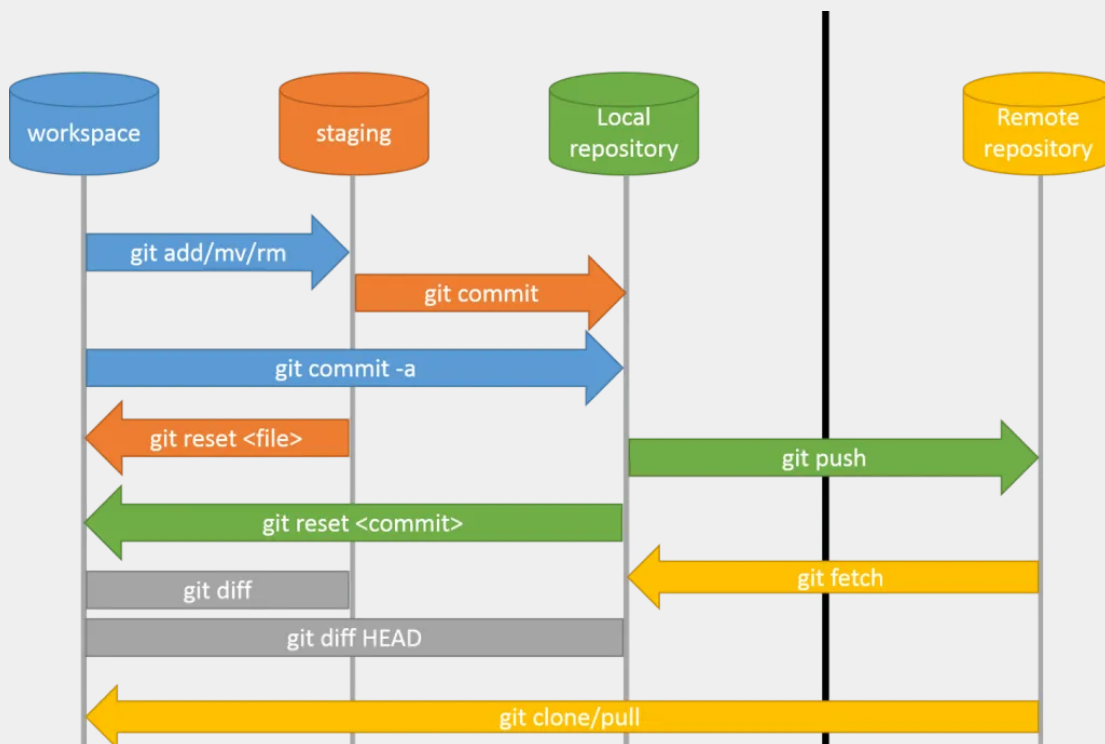 workspace
staging
Local
repository
Remote
repository
git add/mv/rm
git commit
git commit -a
git reset <file>
git push
git reset <commit>
git fetch
git diff
git diff HEAD
git clone/pull